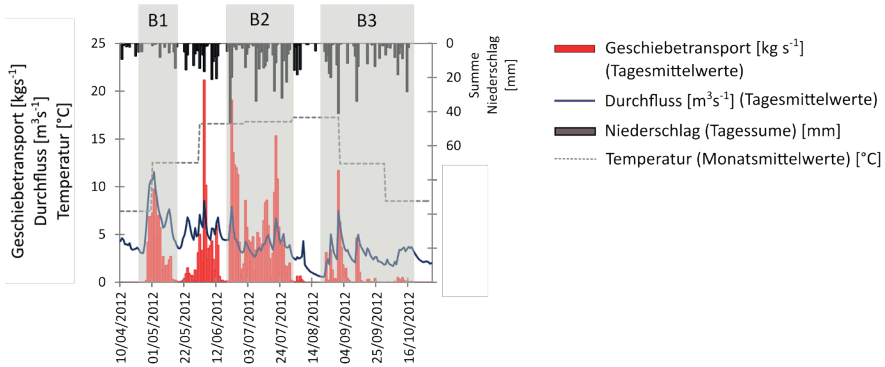 B1 B2 B3
Geschiebetransport [kgs⁻¹]
Durchfluss [m³s⁻¹]
Temperatur [°C]
25
20
15
10
5
0
0
20
40
60
Summe
Niederschlag
[mm]
10/04/2012
01/05/2012
22/05/2012
12/06/2012
03/07/2012
24/07/2012
14/08/2012
04/09/2012
25/09/2012
16/10/2012
Geschiebetransport [kg s⁻¹]
(Tagesmittelwerte)
Durchfluss [m³s⁻¹] (Tagesmittelwerte)
Niederschlag (Tagessume) [mm]
Temperatur (Monatsmittelwerte) [°C]